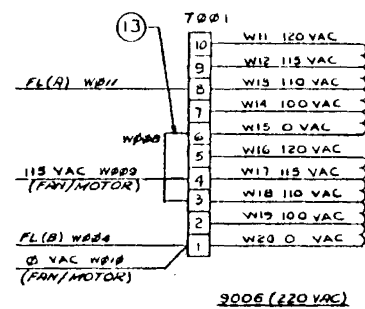 13
T001
10 W11 120 VAC
9 W12 115 VAC
FL(A) W011 8 W13 110 VAC
7 W14 100 VAC
W008 6 W15 0 VAC
5 W16 120 VAC
115 VAC W009 4 W17 115 VAC
(FAN/MOTOR)
3 W18 110 VAC
2 W19 100 VAC
FL(B) W004 1 W20 0 VAC
0 VAC W010
(FAN/MOTOR)
9006 (220 VAC)